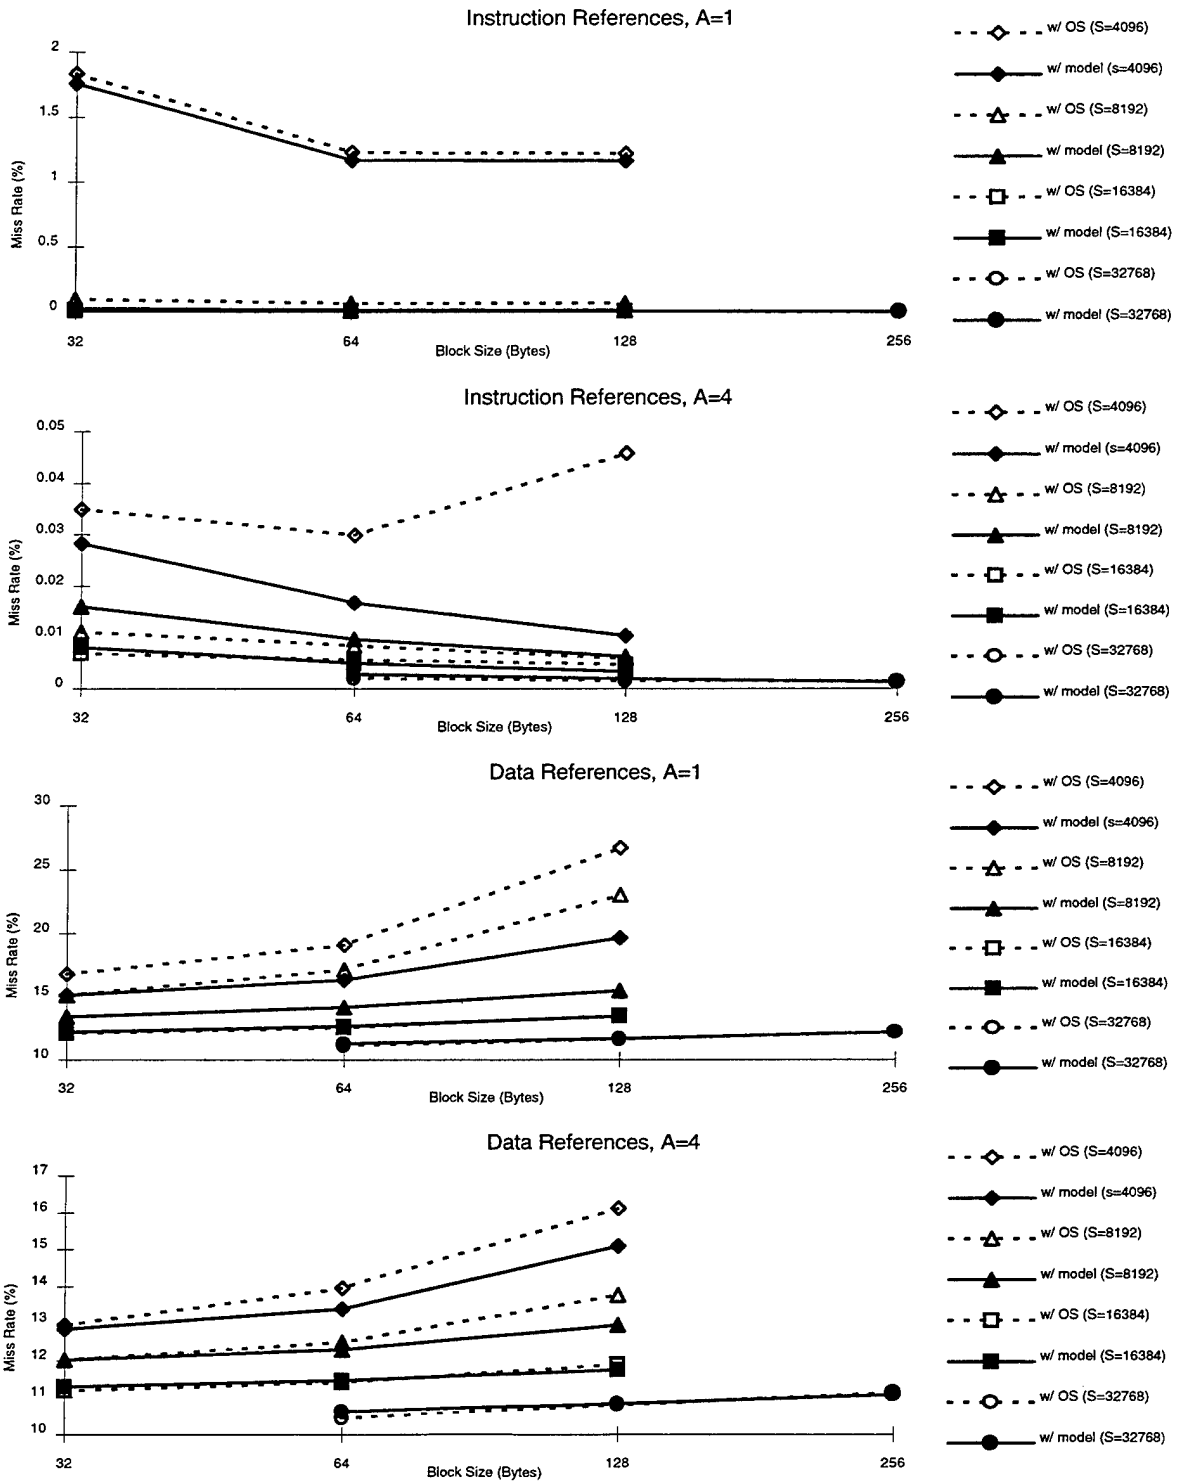 Instruction References, A=1
2
1.5
1
0.5
0
Miss Rate (%)
32
64
128
256
Block Size (Bytes)
w/ OS (S=4096)
w/ model (s=4096)
w/ OS (S=8192)
w/ model (S=8192)
w/ OS (S=16384)
w/ model (S=16384)
w/ OS (S=32768)
w/ model (S=32768)
Instruction References, A=4
0.05
0.04
0.03
0.02
0.01
0
Miss Rate (%)
32
64
128
256
Block Size (Bytes)
w/ OS (S=4096)
w/ model (s=4096)
w/ OS (S=8192)
w/ model (S=8192)
w/ OS (S=16384)
w/ model (S=16384)
w/ OS (S=32768)
w/ model (S=32768)
Data References, A=1
30
25
20
15
10
Miss Rate (%)
32
64
128
256
Block Size (Bytes)
w/ OS (S=4096)
w/ model (s=4096)
w/ OS (S=8192)
w/ model (S=8192)
w/ OS (S=16384)
w/ model (S=16384)
w/ OS (S=32768)
w/ model (S=32768)
Data References, A=4
17
16
15
14
13
12
11
10
Miss Rate (%)
32
64
128
256
Block Size (Bytes)
w/ OS (S=4096)
w/ model (s=4096)
w/ OS (S=8192)
w/ model (S=8192)
w/ OS (S=16384)
w/ model (S=16384)
w/ OS (S=32768)
w/ model (S=32768)